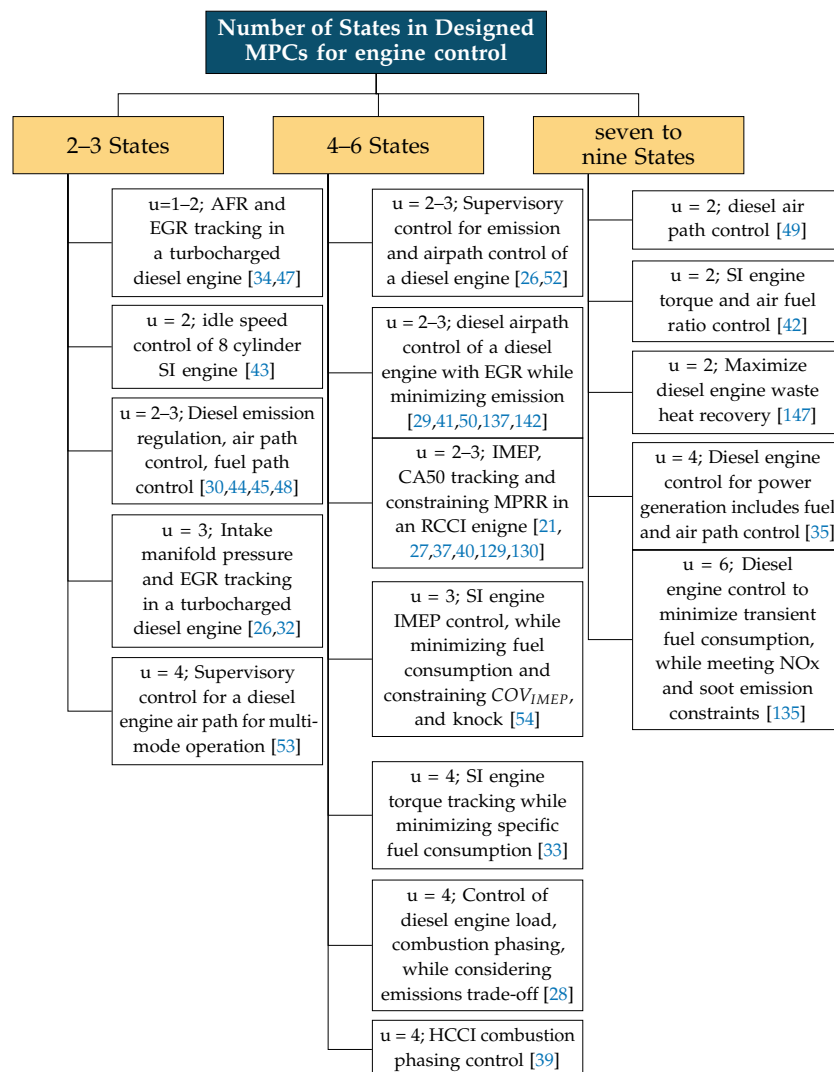 Number of States in Designed
MPCs for engine control
2–3 States
u=1–2; AFR and
EGR tracking in
a turbocharged
diesel engine [34,47]
u = 2; idle speed
control of 8 cylinder
SI engine [43]
u = 2–3; Diesel emission
regulation, air path
control, fuel path
control [30,44,45,48]
u = 3; Intake
manifold pressure
and EGR tracking
in a turbocharged
diesel engine [26,32]
u = 4; Supervisory
control for a diesel
engine air path for multi-
mode operation [53]
4–6 States
u = 2–3; Supervisory
control for emission
and airpath control of
a diesel engine [26,52]
u = 2–3; diesel airpath
control of a diesel
engine with EGR while
minimizing emission
[29,41,50,137,142]
u = 2–3; IMEP,
CA50 tracking and
constraining MPRR in
an RCCI enigne [21,
27,37,40,129,130]
u = 3; SI engine
IMEP control, while
minimizing fuel
consumption and
constraining COV_IMEP,
and knock [54]
u = 4; SI engine
torque tracking while
minimizing specific
fuel consumption [33]
u = 4; Control of
diesel engine load,
combustion phasing,
while considering
emissions trade-off [28]
u = 4; HCCI combustion
phasing control [39]
seven to
nine States
u = 2; diesel air
path control [49]
u = 2; SI engine
torque and air fuel
ratio control [42]
u = 2; Maximize
diesel engine waste
heat recovery [147]
u = 4; Diesel engine
control for power
generation includes fuel
and air path control [35]
u = 6; Diesel
engine control to
minimize transient
fuel consumption,
while meeting NOx
and soot emission
constraints [135]